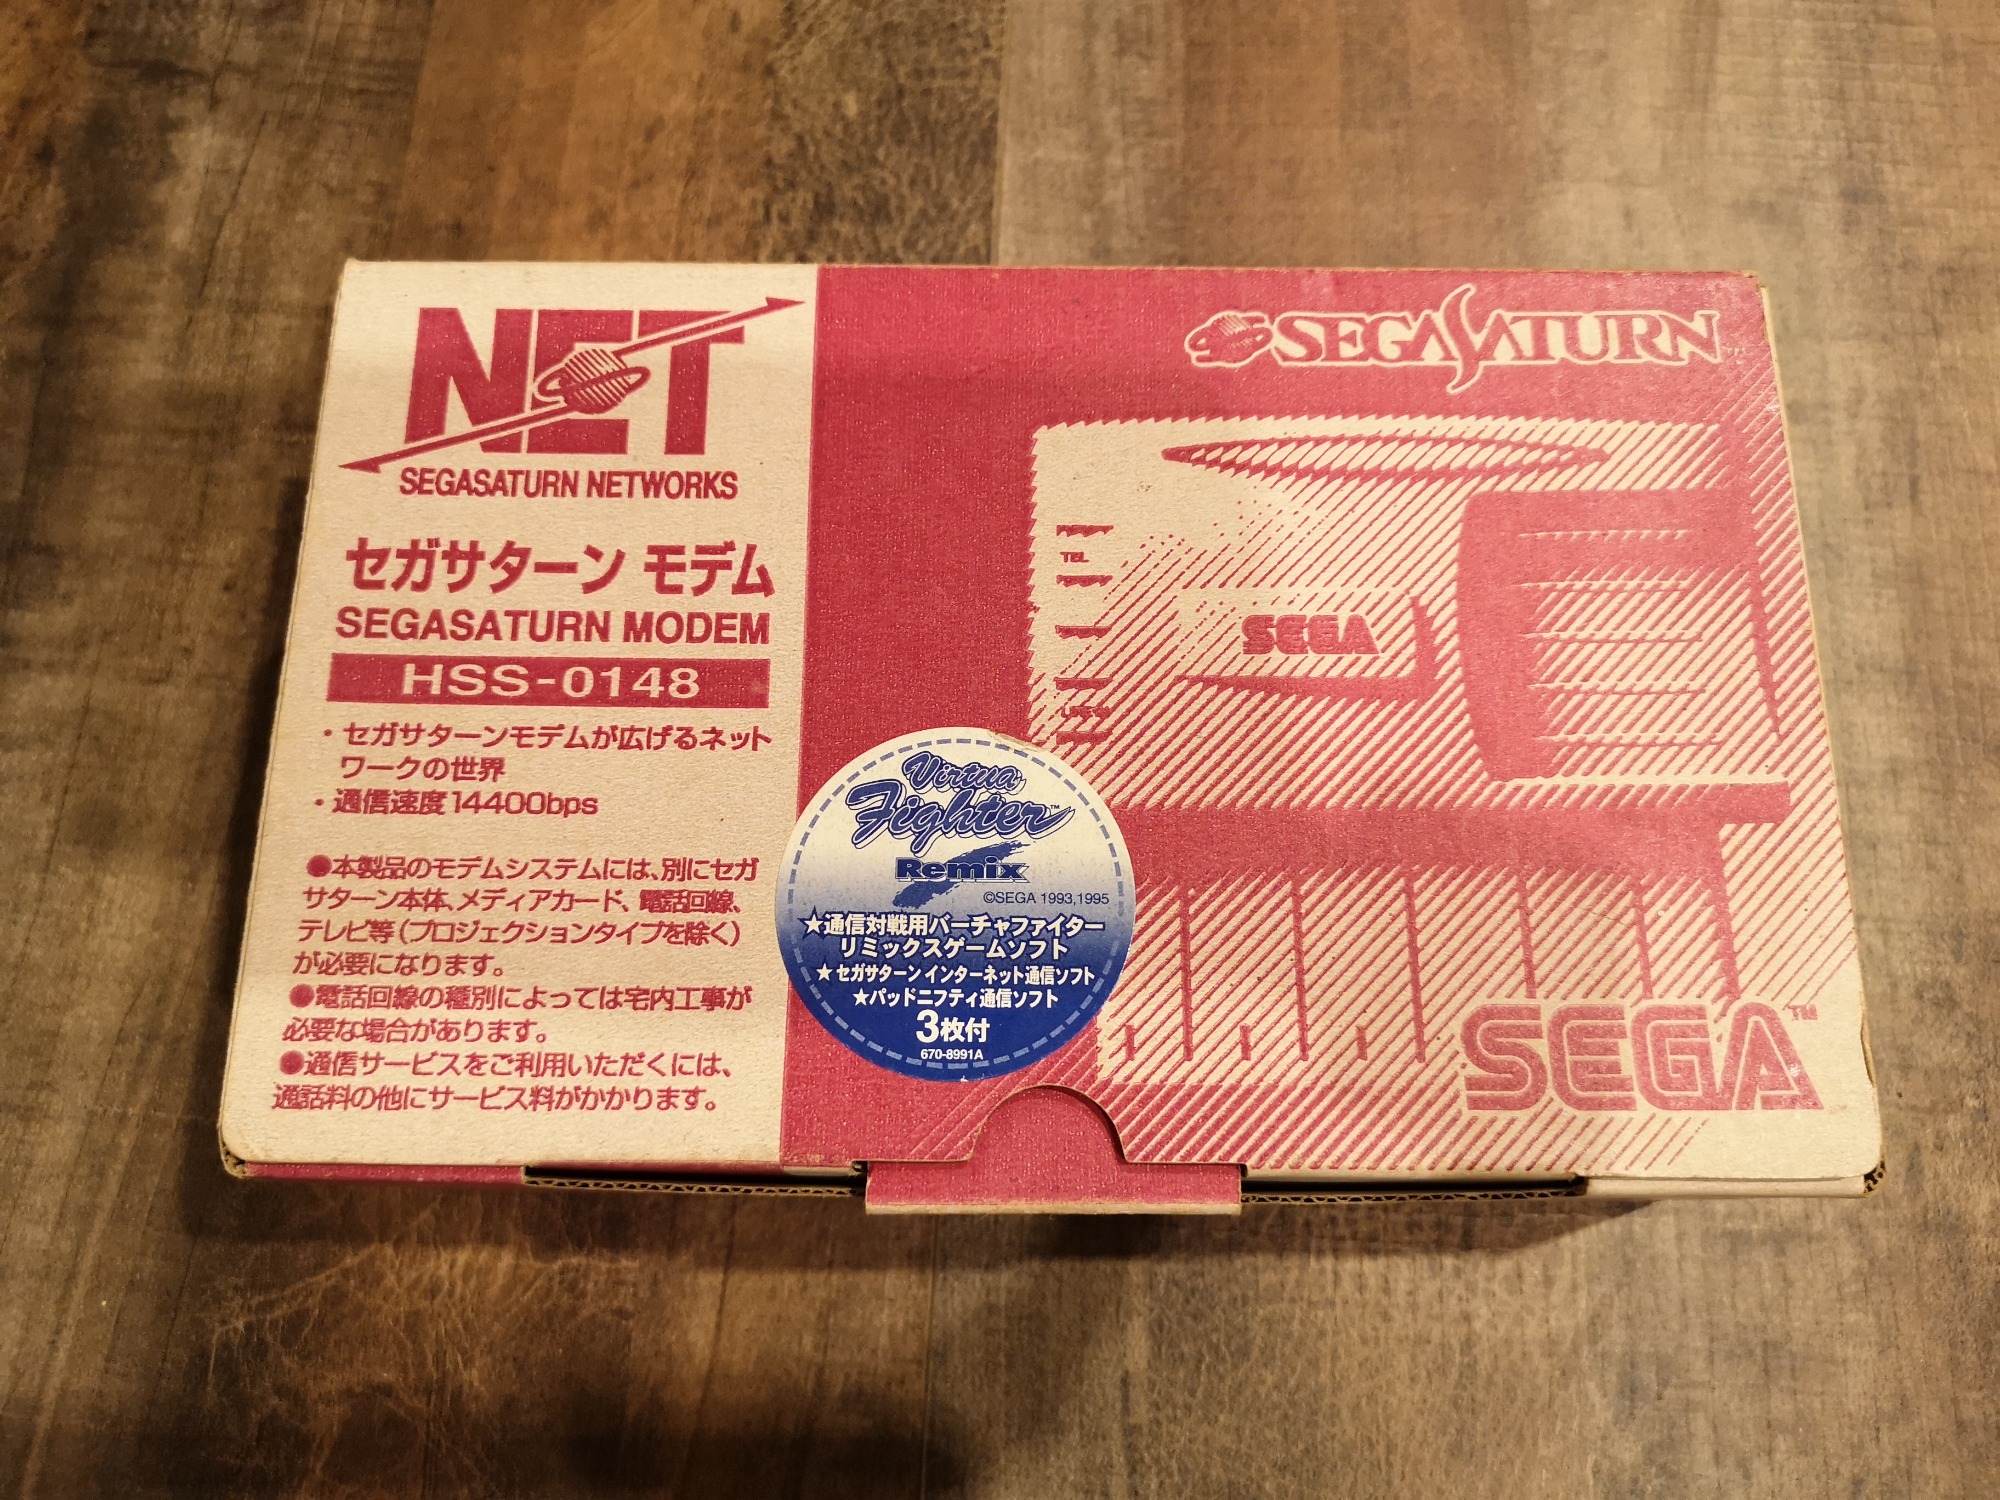 NET
SEGASATURN NETWORKS
セガサターン モデム
SEGASATURN MODEM
HSS-0148
・セガサターンモデムが広げるネット
ワークの世界
・通信速度14400bps
●本製品のモデムシステムには、別にセガ
サターン本体、メディアカード、電話回線、
テレビ等(プロジェクションタイプを除く)
が必要になります。
●電話回線の種別によっては宅内工事が
必要な場合があります。
●通信サービスをご利用いただくには、
通話料の他にサービス料がかかります。
SEGASATURN™
TEL
SEGA
LINE
Virtua
Fighter™
Remix
©SEGA 1993,1995
★通信対戦用バーチャファイター
リミックスゲームソフト
★セガサターン インターネット通信ソフト
★パッドニフティ通信ソフト
3枚付
670-8991A
SEGA™